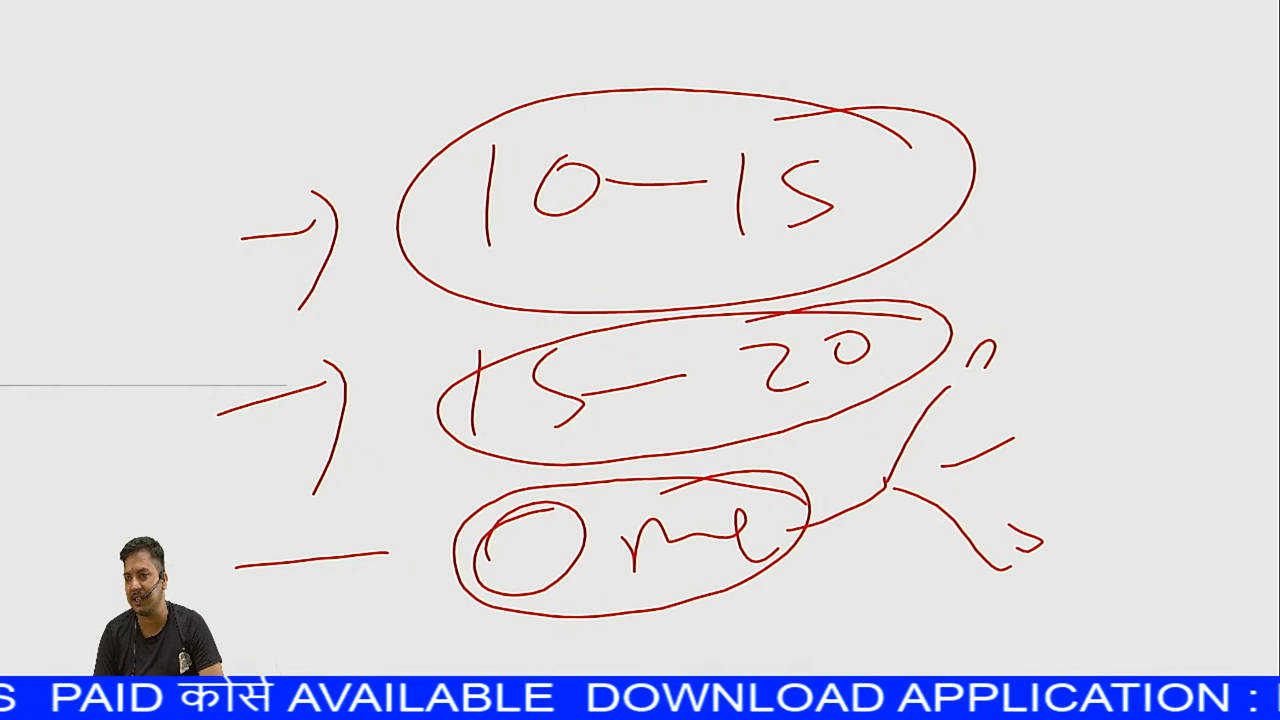 10-15
15-20
One
S PAID कोर्स AVAILABLE DOWNLOAD APPLICATION :